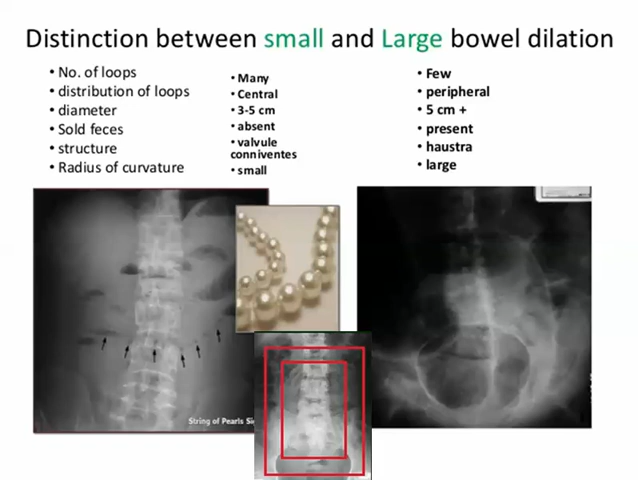 Distinction between small and Large bowel dilation
• No. of loops
• distribution of loops
• diameter
• Sold feces
• structure
• Radius of curvature
• Many
• Central
• 3-5 cm
• absent
• valvule
conniventes
• small
• Few
• peripheral
• 5 cm +
• present
• haustra
• large
String of Pearls Si